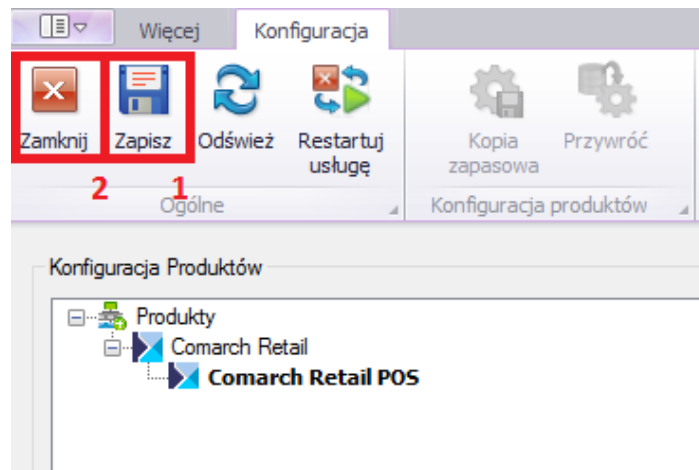 Więcej Konfiguracja
Zamknij Zapisz Odśwież Restartuj usługę Kopia zapasowa Przywróć
2 1
Ogólne Konfiguracja produktów
Konfiguracja Produktów
Produkty
Comarch Retail
Comarch Retail POS